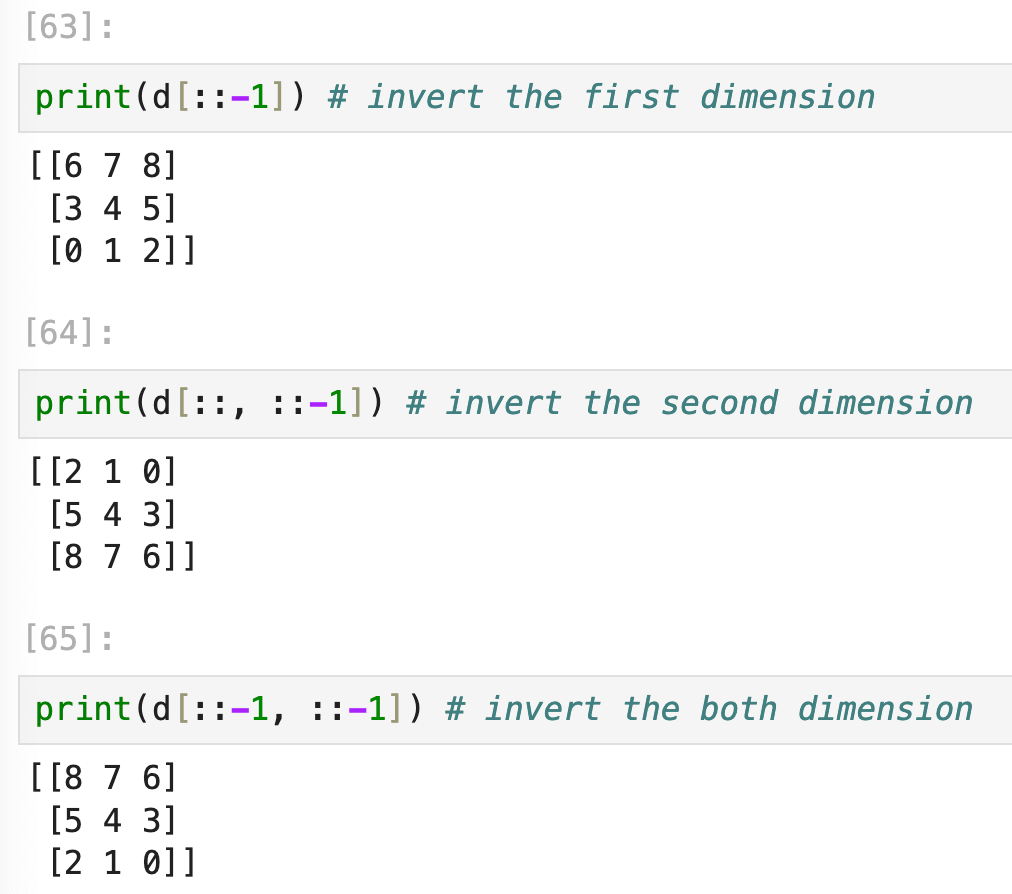 [63]:
print(d[::-1]) # invert the first dimension
[[6 7 8]
 [3 4 5]
 [0 1 2]]
[64]:
print(d[::, ::-1]) # invert the second dimension
[[2 1 0]
 [5 4 3]
 [8 7 6]]
[65]:
print(d[::-1, ::-1]) # invert the both dimension
[[8 7 6]
 [5 4 3]
 [2 1 0]]